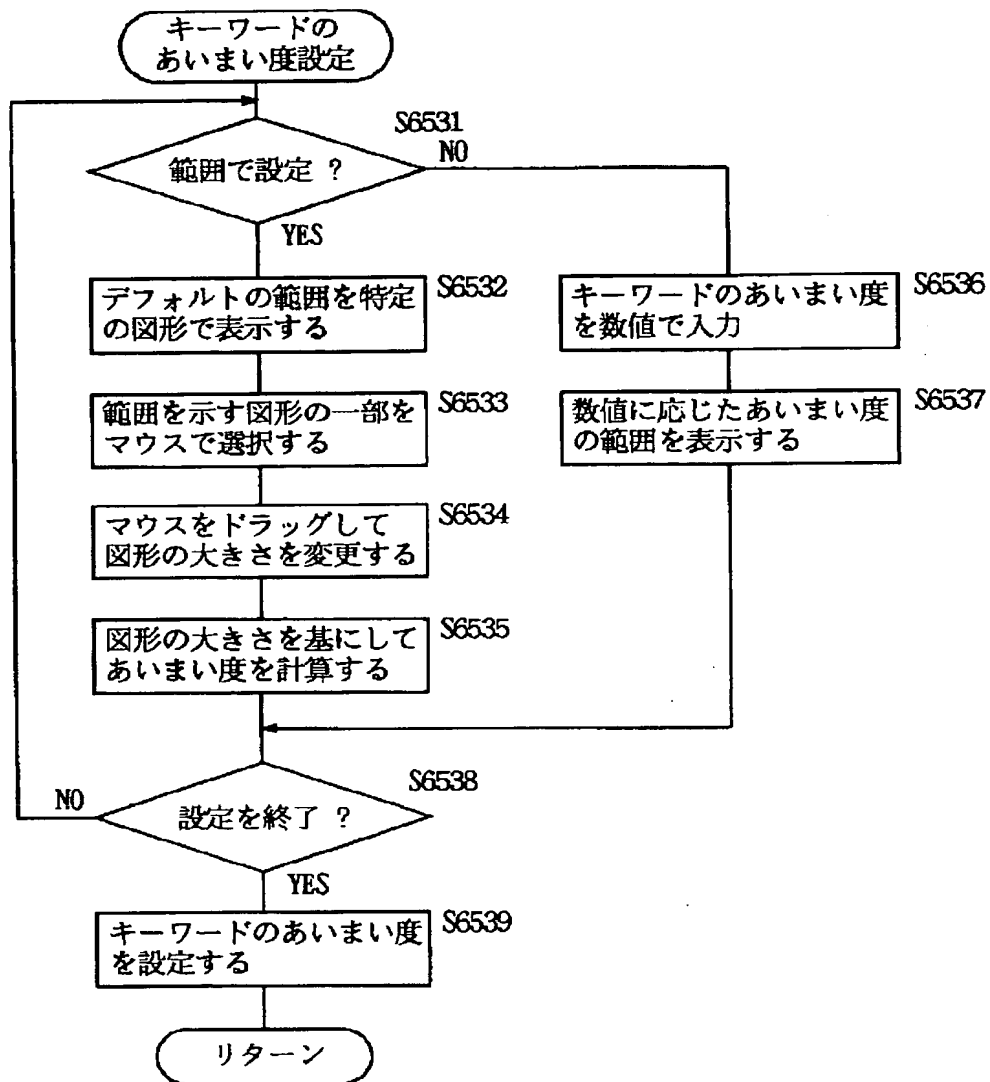 キーワードの
あいまい度設定
S6531
範囲で設定 ?
NO
YES
デフォルトの範囲を特定
の図形で表示する
S6532
範囲を示す図形の一部を
マウスで選択する
S6533
マウスをドラッグして
図形の大きさを変更する
S6534
図形の大きさを基にして
あいまい度を計算する
S6535
キーワードのあいまい度
を数値で入力
S6536
数値に応じたあいまい度
の範囲を表示する
S6537
S6538
設定を終了 ?
NO
YES
キーワードのあいまい度
を設定する
S6539
リターン